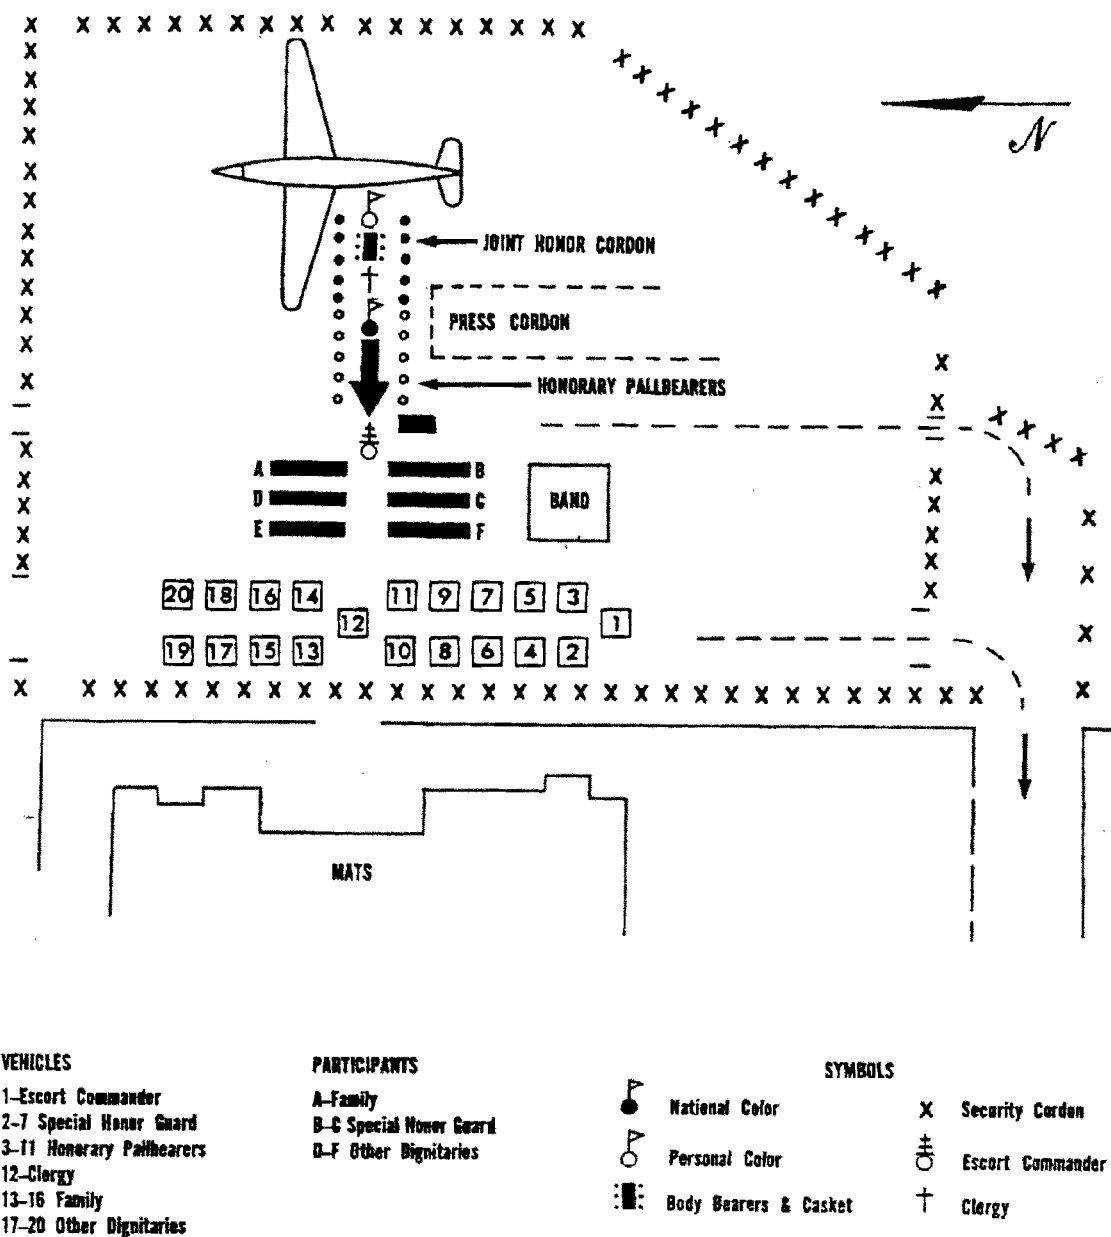 N
JOINT HONOR CORDON
PRESS CORDON
HONORARY PALLBEARERS
A B
D C
E F
BAND
20 18 16 14 11 9 7 5 3
12 1
19 17 15 13 10 8 6 4 2
MATS
VEHICLES
1-Escort Commander
2-7 Special Honor Guard
3-11 Honorary Pallbearers
12-Clergy
13-16 Family
17-20 Other Dignitaries
PARTICIPANTS
A-Family
B-C Special Honor Guard
D-F Other Dignitaries
SYMBOLS
National Color
Personal Color
Body Bearers & Casket
X Security Cordon
Escort Commander
Clergy